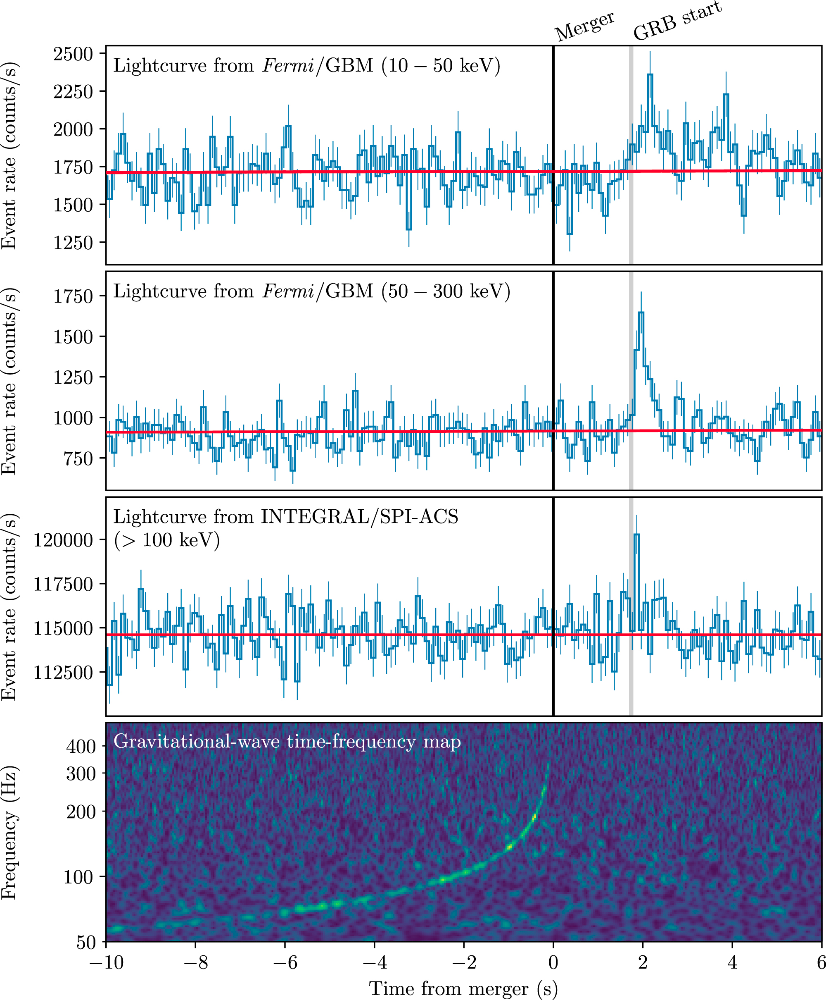 Merger
GRB start
Lightcurve from Fermi/GBM (10 − 50 keV)
Event rate (counts/s)
2500
2250
2000
1750
1500
1250
Lightcurve from Fermi/GBM (50 − 300 keV)
Event rate (counts/s)
1750
1500
1250
1000
750
Lightcurve from INTEGRAL/SPI-ACS
(> 100 keV)
Event rate (counts/s)
120000
117500
115000
112500
Gravitational-wave time-frequency map
Frequency (Hz)
400
300
200
100
50
−10 −8 −6 −4 −2 0 2 4 6
Time from merger (s)